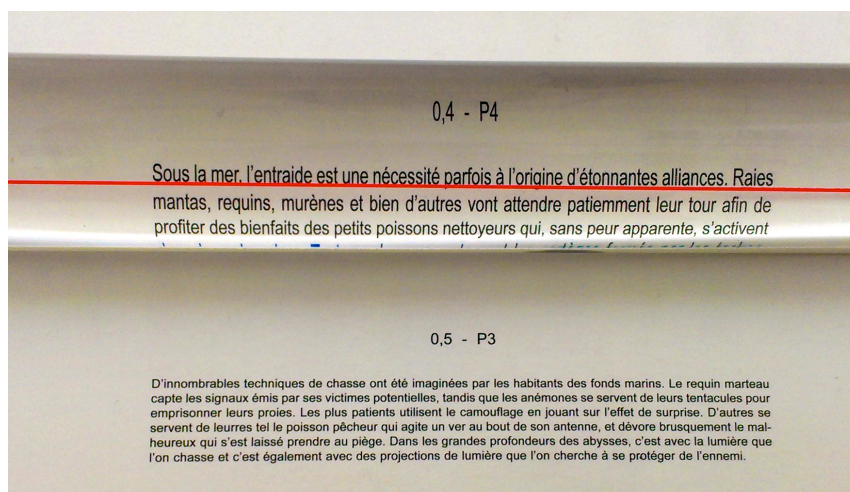 0,4 - P4
Sous la mer, l'entraide est une nécessité parfois à l'origine d'étonnantes alliances. Raies
mantas, requins, murènes et bien d'autres vont attendre patiemment leur tour afin de
profiter des bienfaits des petits poissons nettoyeurs qui, sans peur apparente, s'activent
0,5 - P3
D'innombrables techniques de chasse ont été imaginées par les habitants des fonds marins. Le requin marteau
capte les signaux émis par ses victimes potentielles, tandis que les anémones se servent de leurs tentacules pour
emprisonner leurs proies. Les plus patients utilisent le camouflage en jouant sur l'effet de surprise. D'autres se
servent de leurres tel le poisson pêcheur qui agite un ver au bout de son antenne, et dévore brusquement le mal-
heureux qui s'est laissé prendre au piège. Dans les grandes profondeurs des abysses, c'est avec la lumière que
l'on chasse et c'est également avec des projections de lumière que l'on cherche à se protéger de l'ennemi.